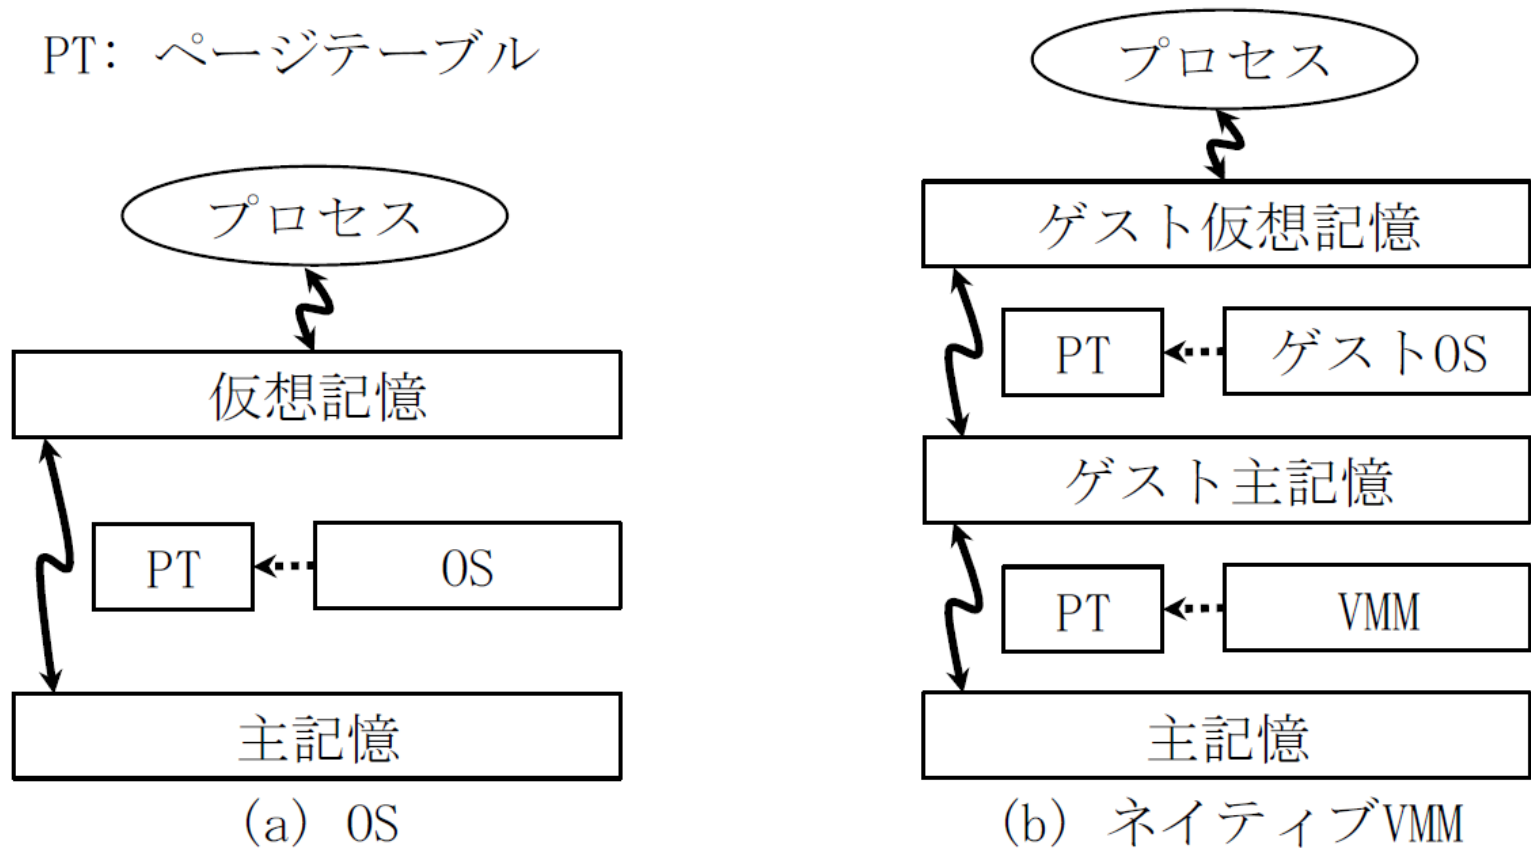 PT: ページテーブル
プロセス
仮想記憶
PT
OS
主記憶
(a) OS
プロセス
ゲスト仮想記憶
PT
ゲストOS
ゲスト主記憶
PT
VMM
主記憶
(b) ネイティブVMM